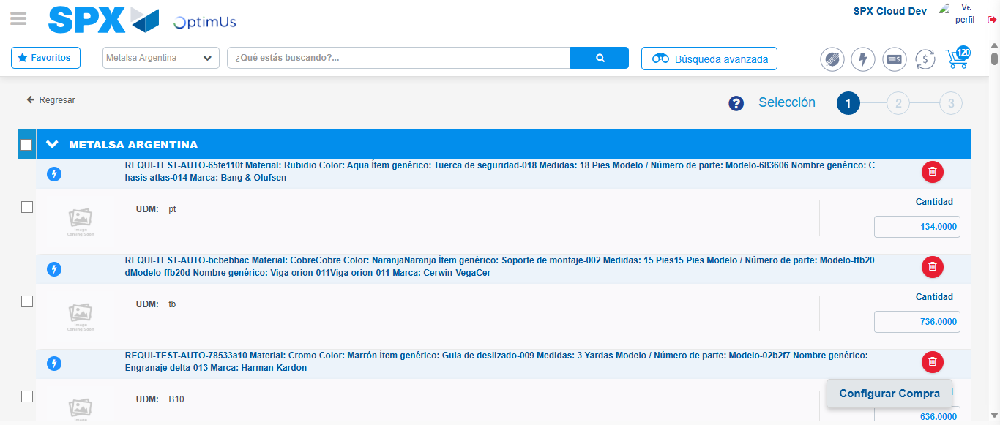 SPX
OptimUs
SPX Cloud Dev
Ve
perfil
Favoritos
Metalsa Argentina
¿Qué estás buscando?...
Búsqueda avanzada
120
Regresar
Selección
1
2
3
METALSA ARGENTINA
REQUI-TEST-AUTO-65fe110f Material: Rubidio Color: Aqua Ítem genérico: Tuerca de seguridad-018 Medidas: 18 Pies Modelo / Número de parte: Modelo-683606 Nombre genérico: C
hasis atlas-014 Marca: Bang & Olufsen
UDM: pt
Cantidad
134.0000
Image
Coming Soon
REQUI-TEST-AUTO-bcbebbac Material: CobreCobre Color: NaranjaNaranja Ítem genérico: Soporte de montaje-002 Medidas: 15 Pies15 Pies Modelo / Número de parte: Modelo-ffb20
dModelo-ffb20d Nombre genérico: Viga orion-011Viga orion-011 Marca: Cerwin-VegaCer
UDM: tb
Cantidad
736.0000
Image
Coming Soon
REQUI-TEST-AUTO-78533a10 Material: Cromo Color: Marrón Ítem genérico: Guia de deslizado-009 Medidas: 3 Yardas Modelo / Número de parte: Modelo-02b2f7 Nombre genérico:
Engranaje delta-013 Marca: Harman Kardon
UDM: B10
Configurar Compra
636.0000